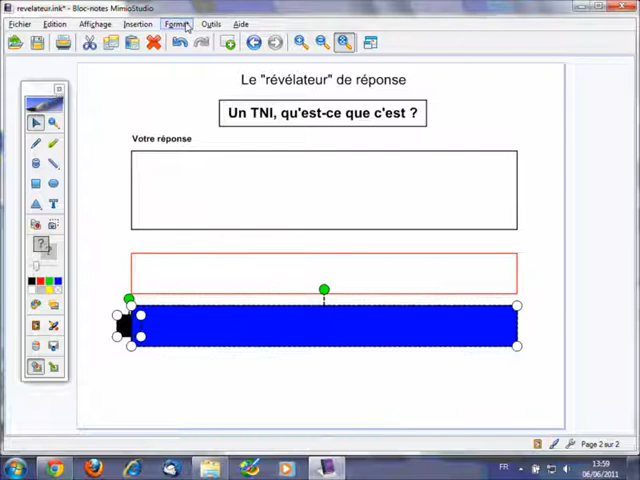 revelateur.ink* - Bloc-notes MimioStudio
Fichier Edition Affichage Insertion Format Outils Aide
Le "révélateur" de réponse
Un TNI, qu'est-ce que c'est ?
Votre réponse
Page 2 sur 2
FR
13:59
06/06/2011